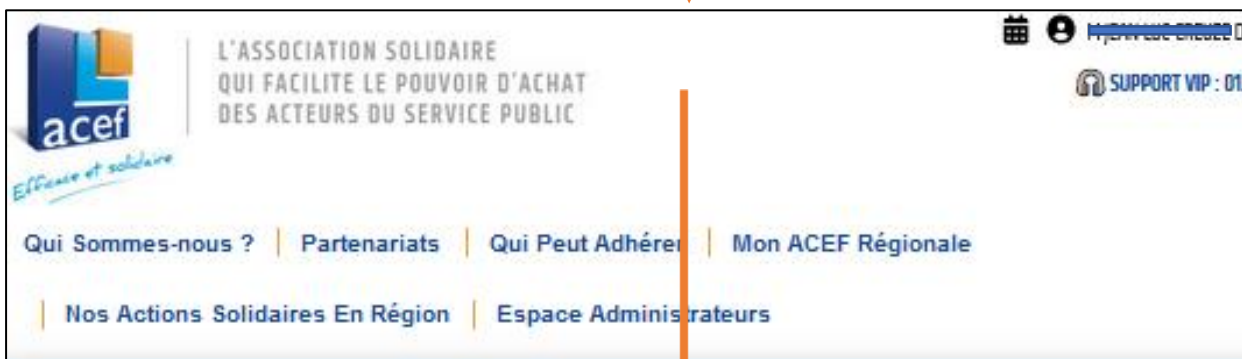 L'ASSOCIATION SOLIDAIRE
QUI FACILITE LE POUVOIR D'ACHAT
DES ACTEURS DU SERVICE PUBLIC
acef
Efficace et solidaire
SUPPORT VIP : 01
Qui Sommes-nous ? | Partenariats | Qui Peut Adhérer | Mon ACEF Régionale
| Nos Actions Solidaires En Région | Espace Administrateurs